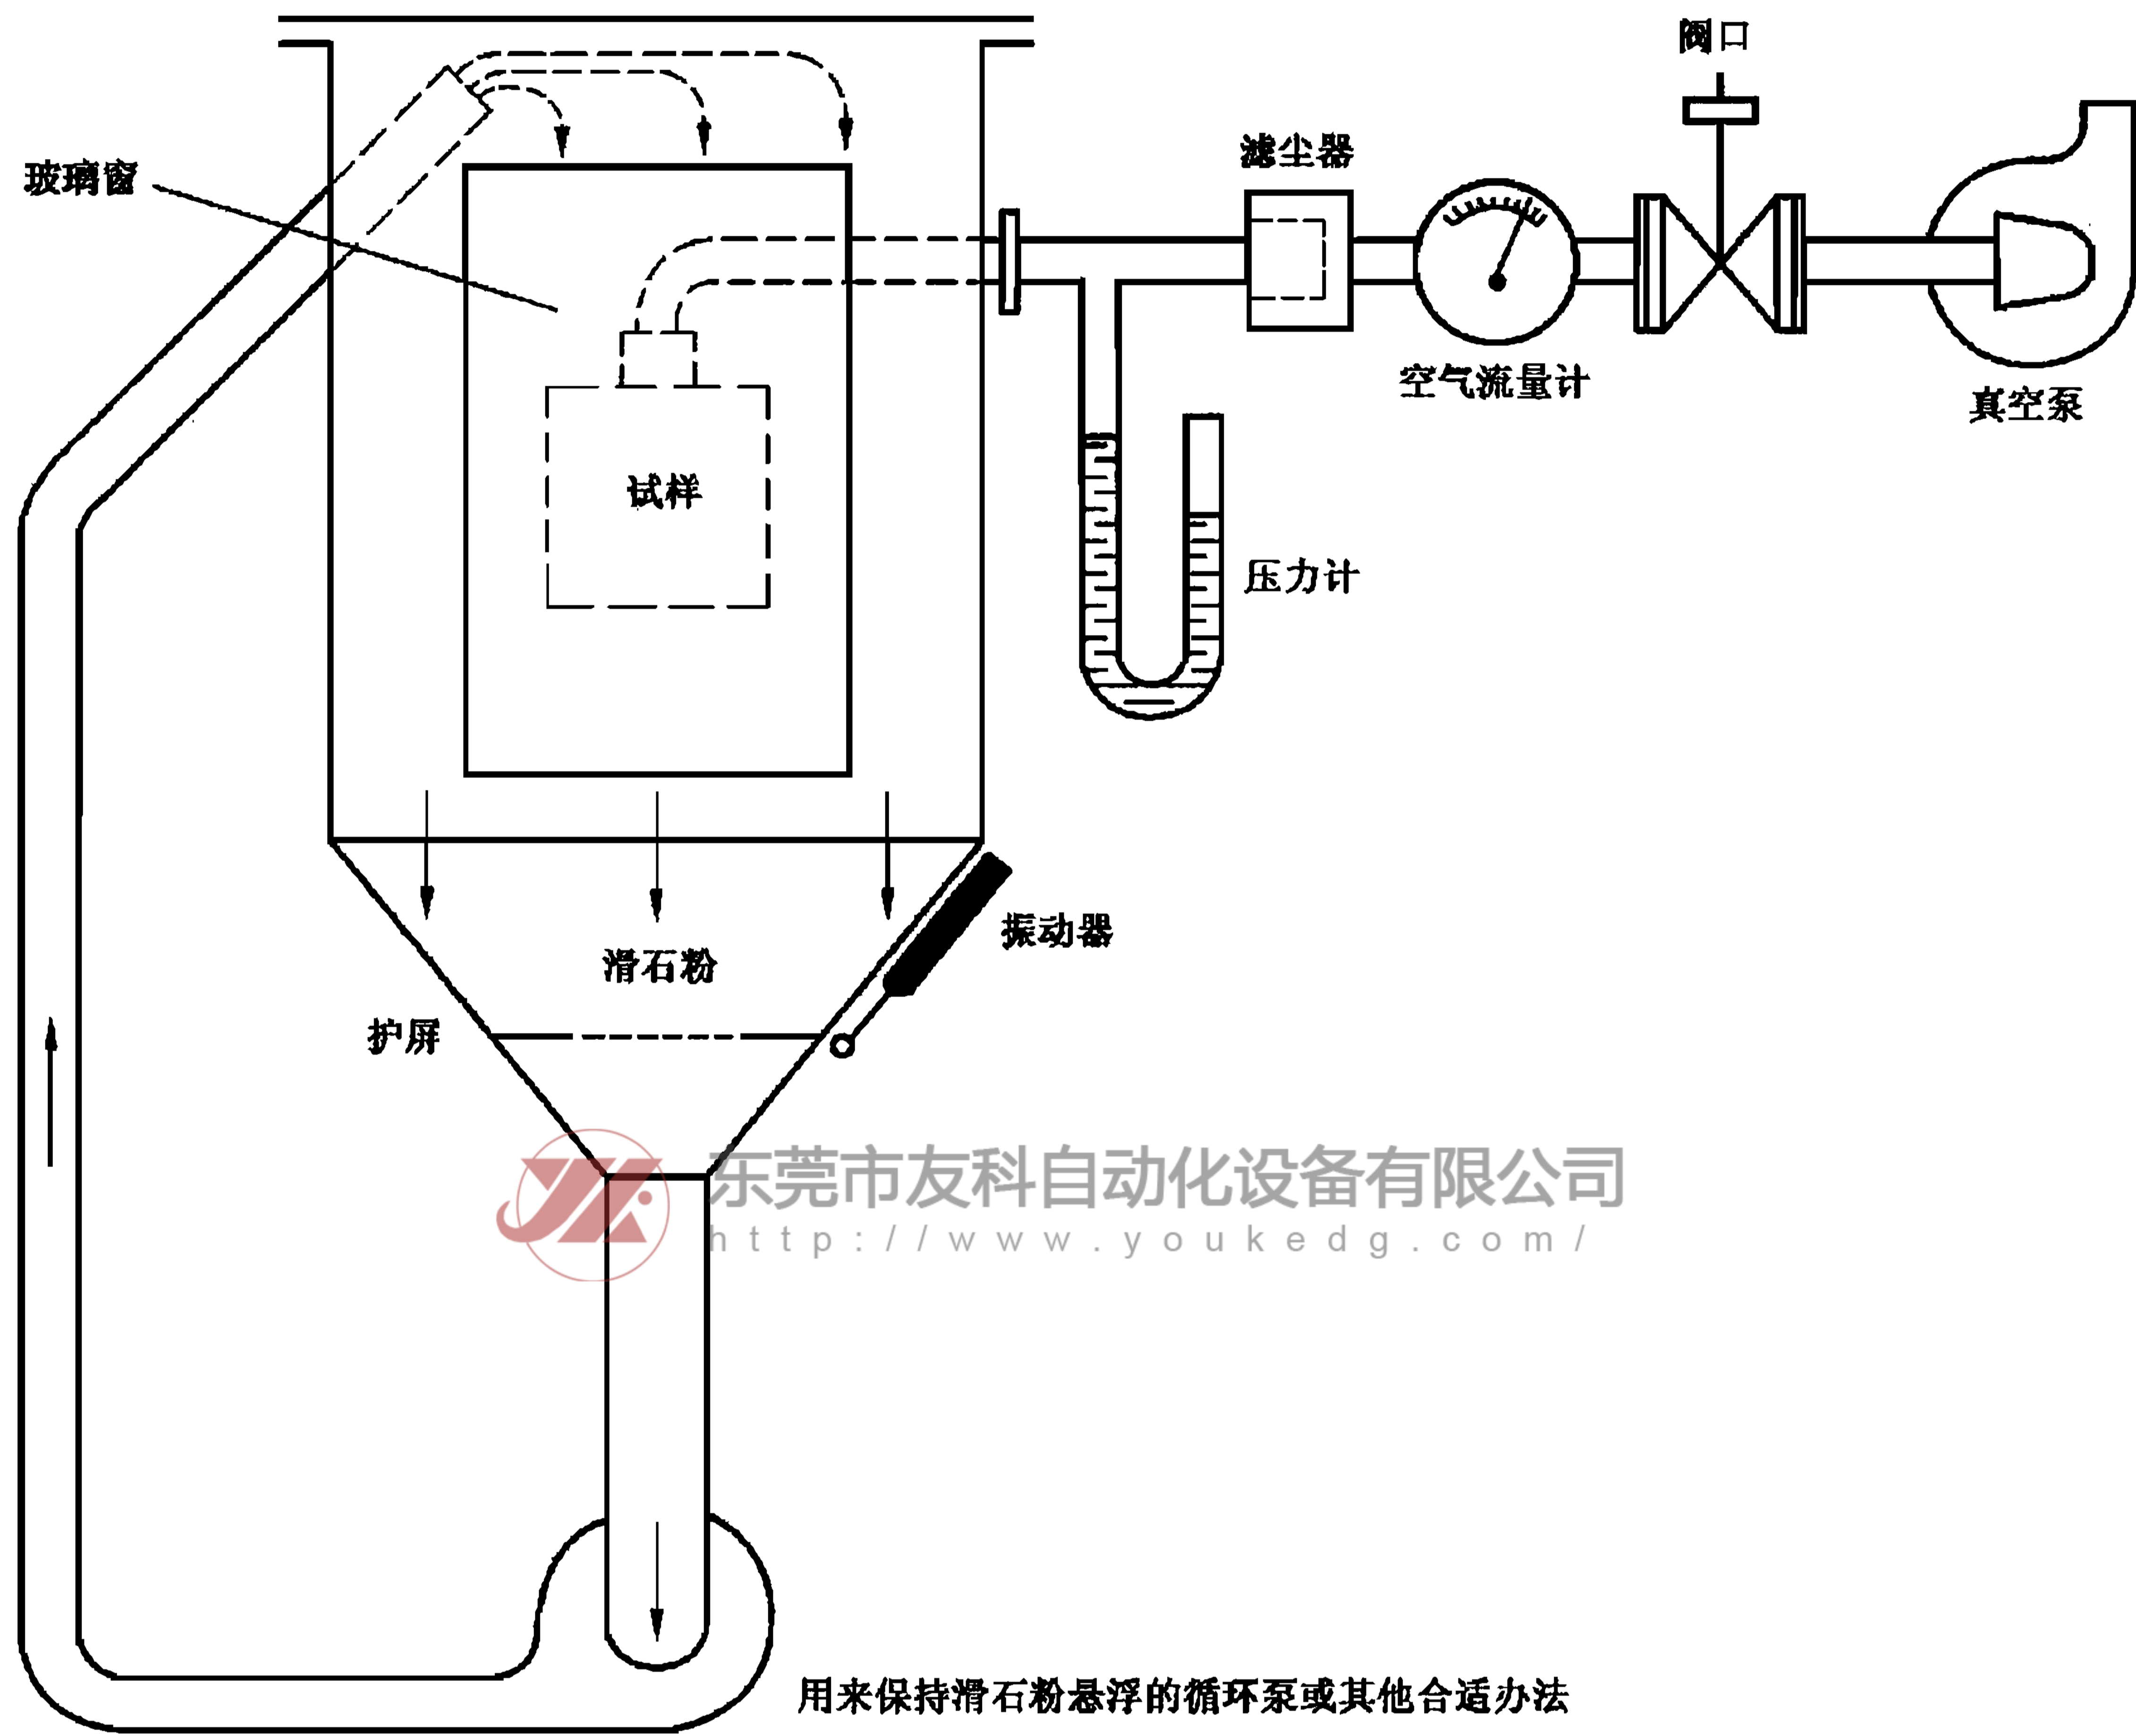 阀口
滤尘器
玻璃窗
空气流量计
真空泵
试样
压力计
振动器
滑石粉
护屏
东莞市友科自动化设备有限公司
http://www.youkedg.com/
用来保持滑石粉悬浮的循环泵或其他合适办法